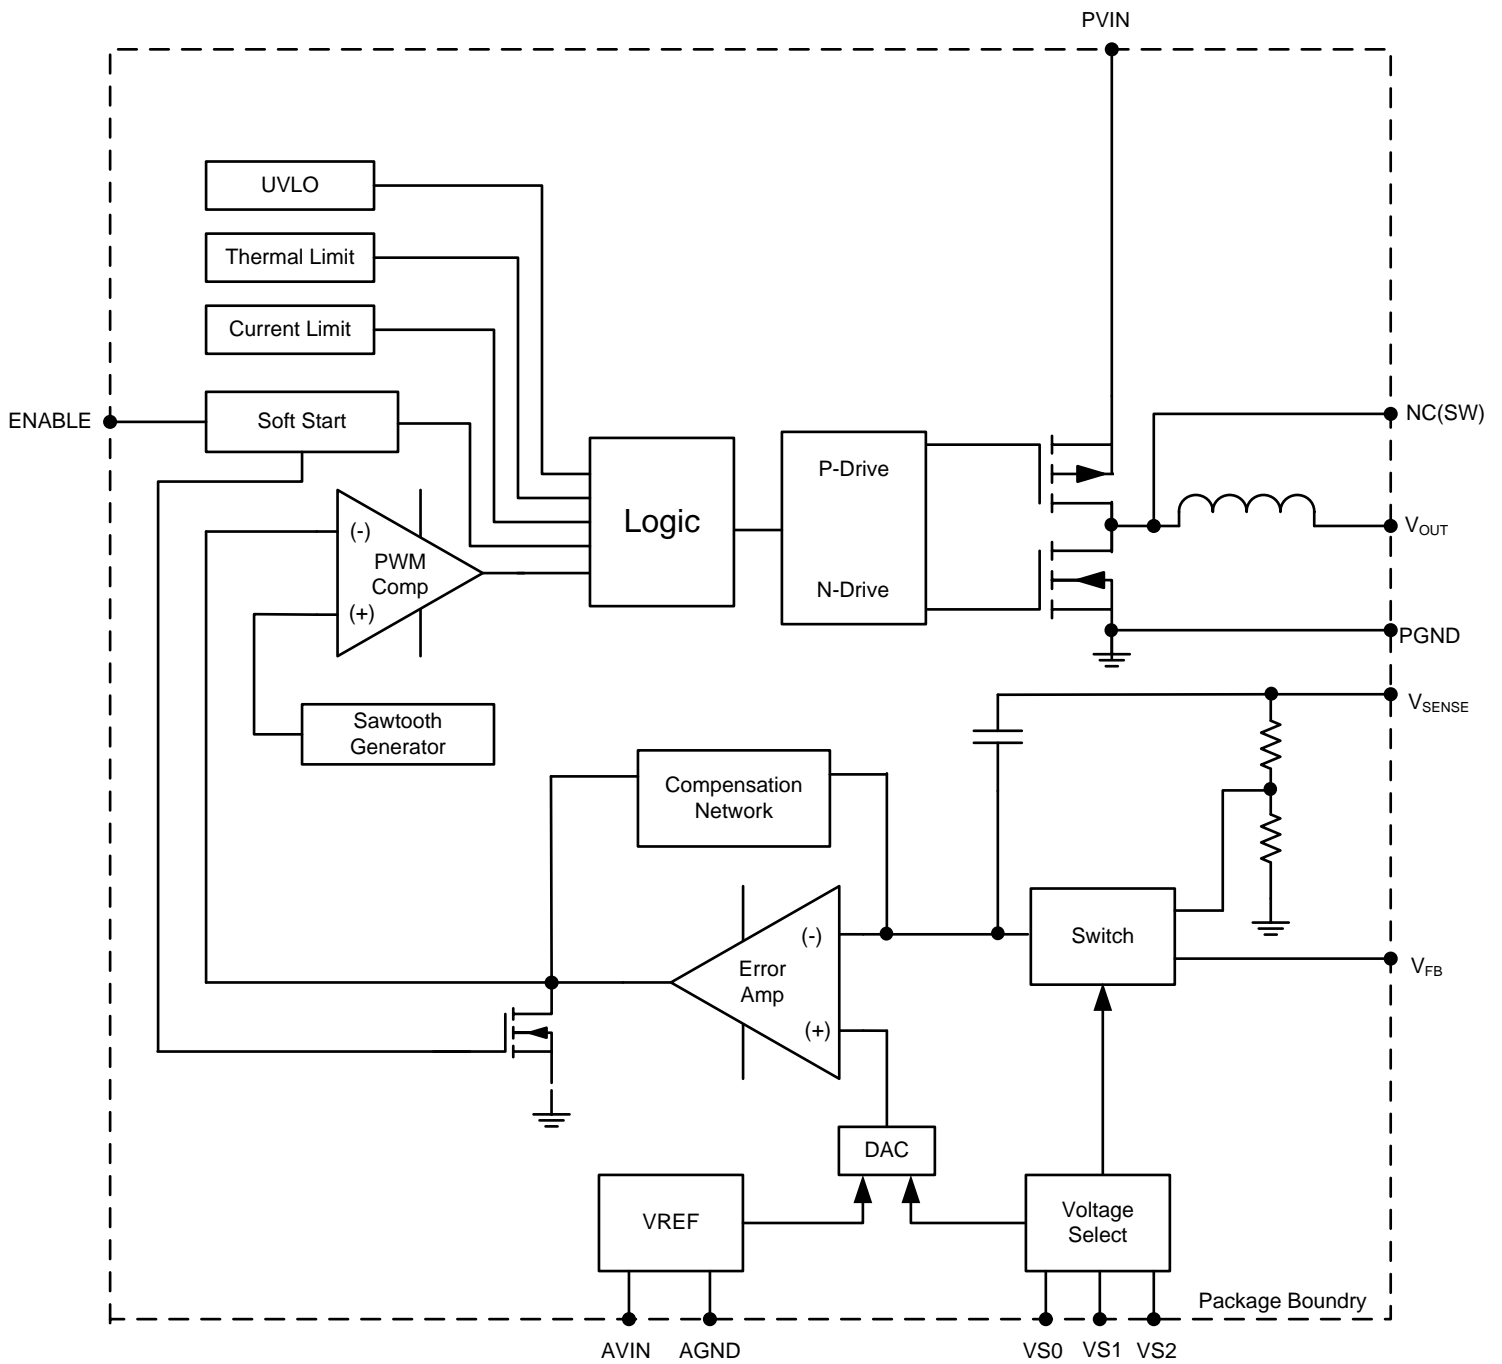 PVIN
UVLO
Thermal Limit
Current Limit
ENABLE
Soft Start
NC(SW)
P-Drive
Logic
(-)
PWM
Comp
(+)
N-Drive
VOUT
PGND
Sawtooth
Generator
VSENSE
Compensation
Network
(-)
Error
Amp
(+)
Switch
VFB
DAC
VREF
Voltage
Select
Package Boundry
AVIN
AGND
VS0
VS1
VS2